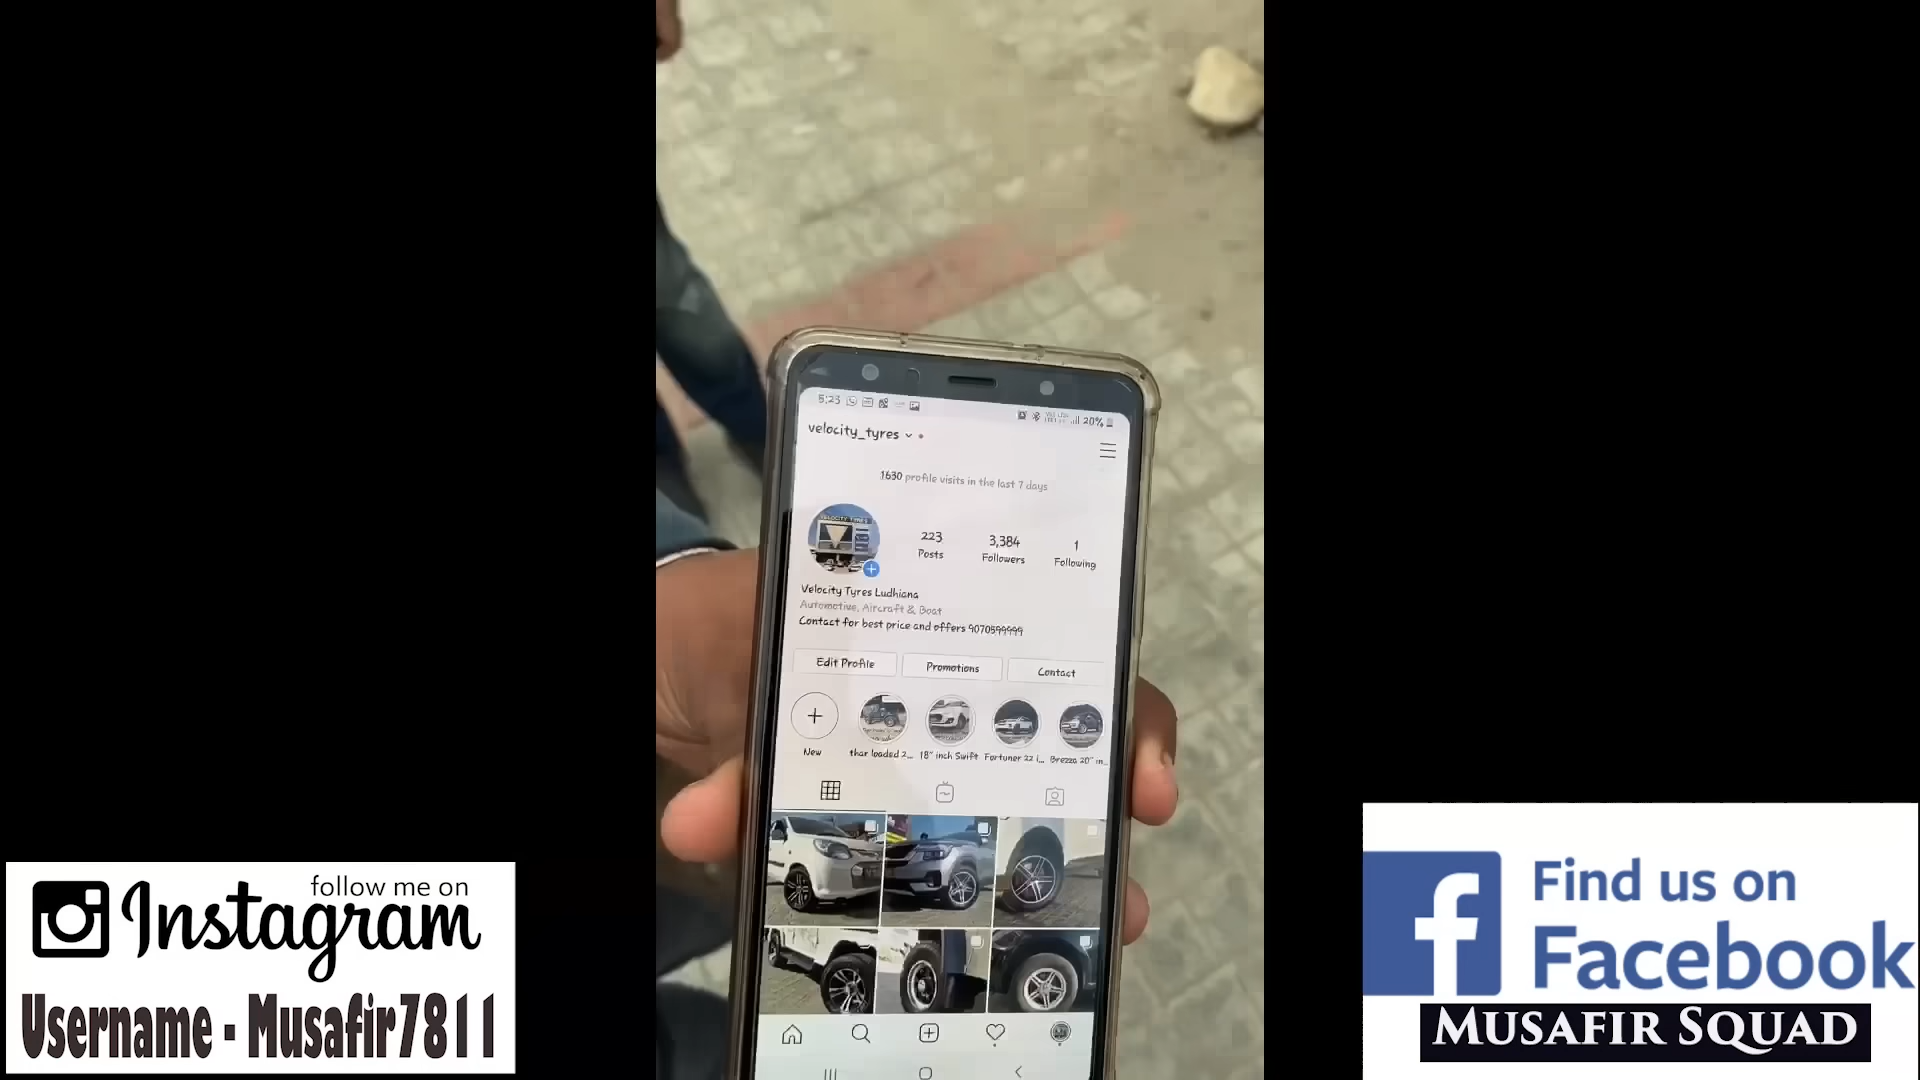 5:23
20%
velocity_tyres
1630 profile visits in the last 7 days
VELOCITY TYRES
223
Posts
3,384
Followers
1
Following
Velocity Tyres Ludhiana
Automotive, Aircraft & Boat
Contact for best price and offers 9070599999
Edit Profile
Promotions
Contact
New
thar loaded 2...
18" inch Swift
Fortuner 22 i...
Brezza 20" in...
follow me on
Instagram
Username - Musafir7811
f Find us on
Facebook
MUSAFIR SQUAD